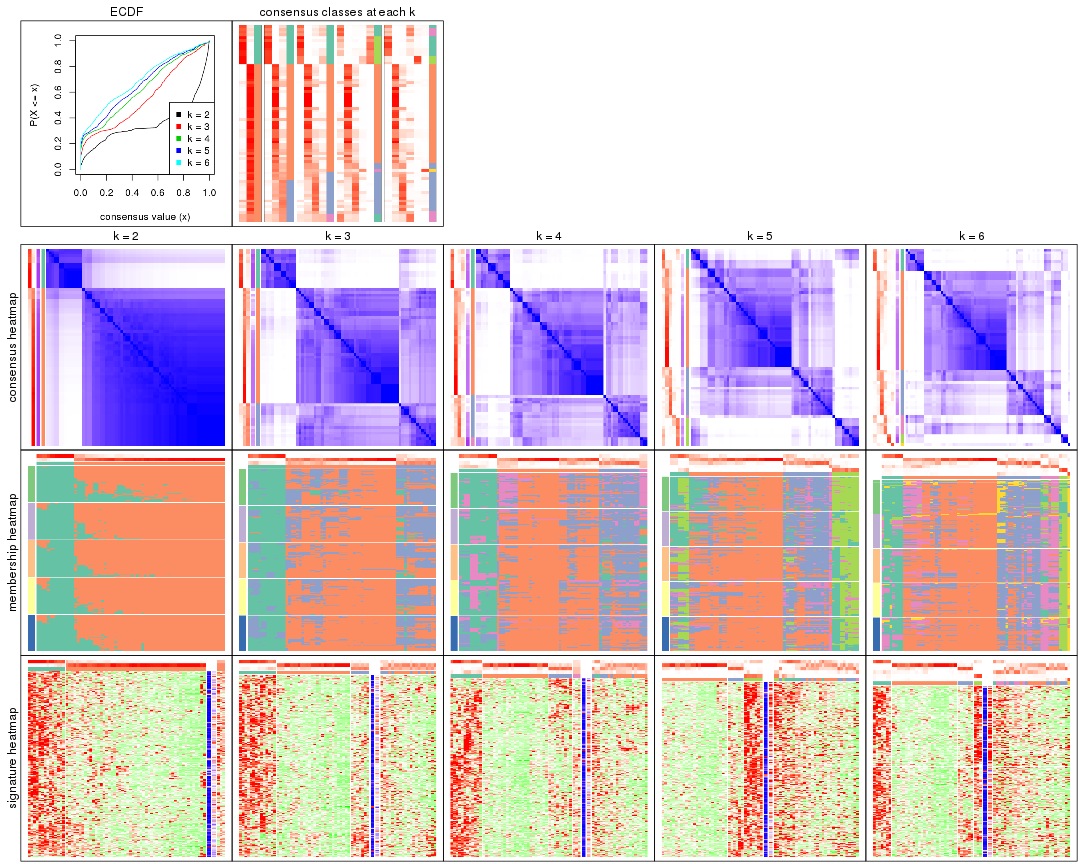 ECDF
consensus classes at each k
P(X <= x)
0.0 0.2 0.4 0.6 0.8 1.0
k = 2
k = 3
k = 4
k = 5
k = 6
0.0 0.2 0.4 0.6 0.8 1.0
consensus value (x)
k = 2 k = 3 k = 4 k = 5 k = 6
consensus heatmap
membership heatmap
signature heatmap